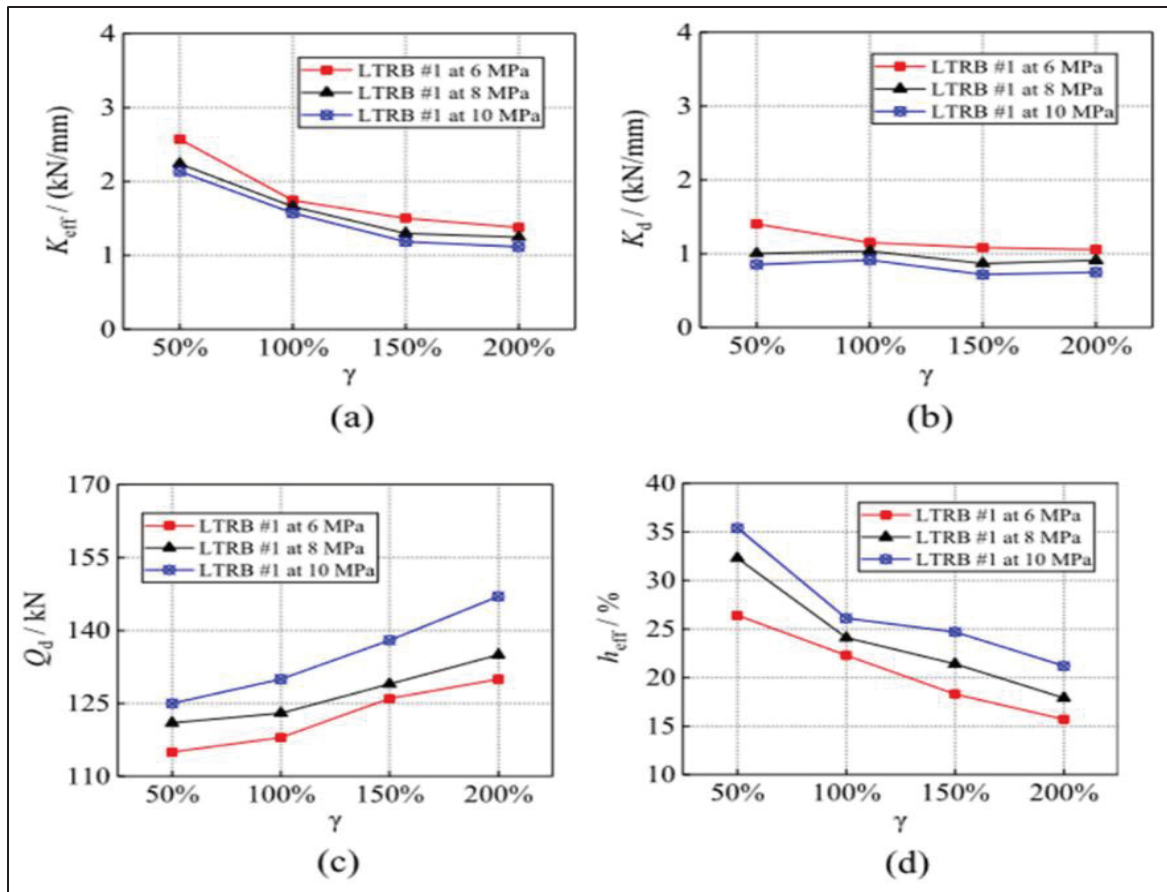 4
3
2
1
0
K_eff / (kN/mm)
LTRB #1 at 6 MPa
LTRB #1 at 8 MPa
LTRB #1 at 10 MPa
50% 100% 150% 200%
γ
(a)
4
3
2
1
0
K_d / (kN/mm)
LTRB #1 at 6 MPa
LTRB #1 at 8 MPa
LTRB #1 at 10 MPa
50% 100% 150% 200%
γ
(b)
170
155
140
125
110
Q_d / kN
LTRB #1 at 6 MPa
LTRB #1 at 8 MPa
LTRB #1 at 10 MPa
50% 100% 150% 200%
γ
(c)
40
35
30
25
20
15
10
h_eff / %
LTRB #1 at 6 MPa
LTRB #1 at 8 MPa
LTRB #1 at 10 MPa
50% 100% 150% 200%
γ
(d)